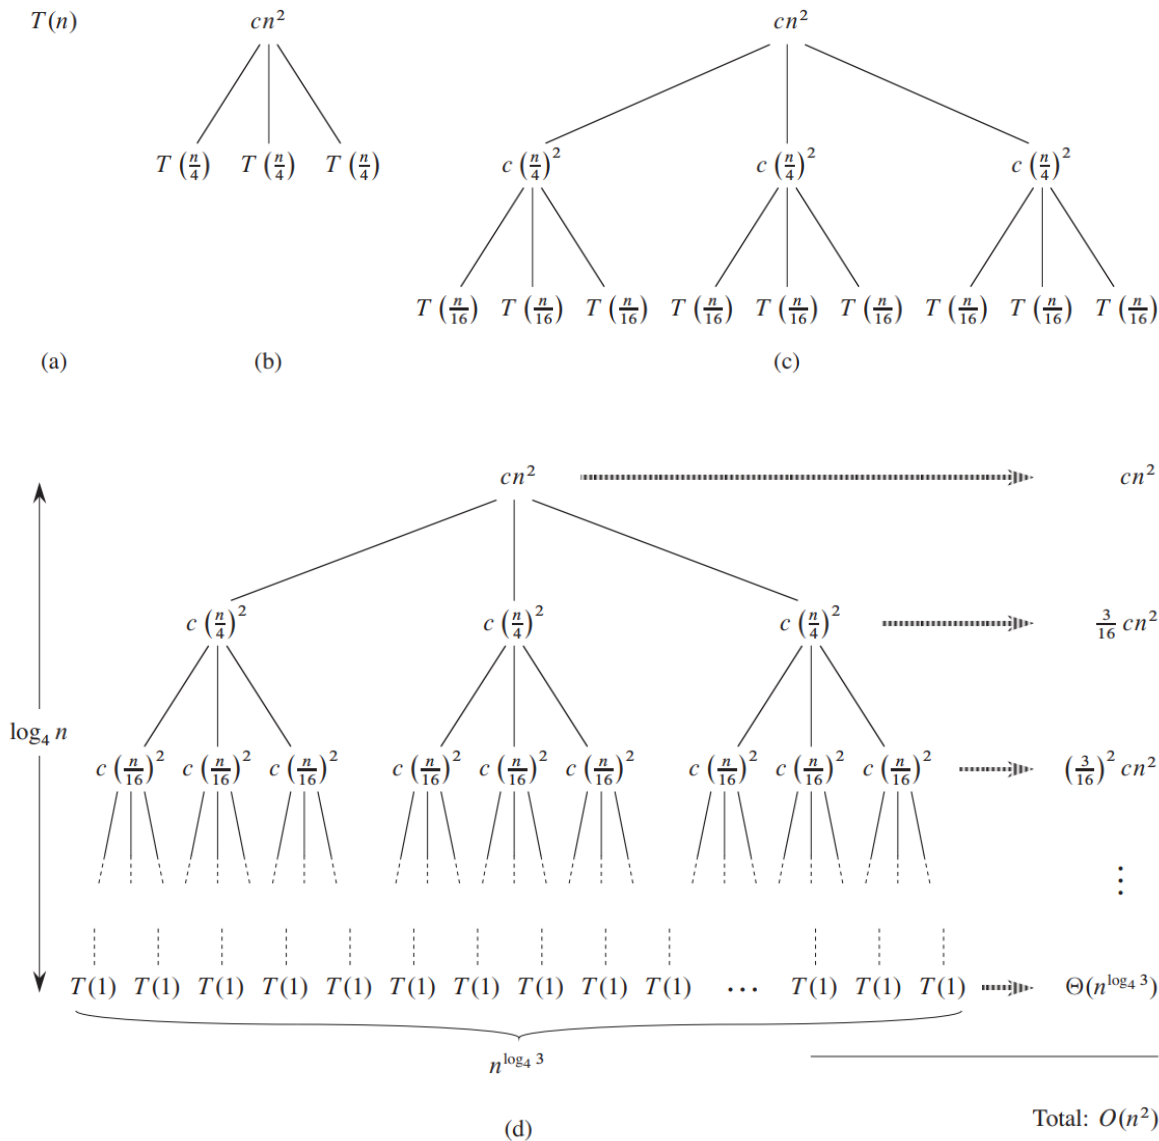 T(n) cn² cn²
T(n/4) T(n/4) T(n/4) c(n/4)² c(n/4)² c(n/4)²
T(n/16) T(n/16) T(n/16) T(n/16) T(n/16) T(n/16) T(n/16) T(n/16) T(n/16)
(a) (b) (c)
cn² cn²
c(n/4)² c(n/4)² c(n/4)² 3/16 cn²
log₄ n
c(n/16)² c(n/16)² c(n/16)² c(n/16)² c(n/16)² c(n/16)² c(n/16)² c(n/16)² c(n/16)² (3/16)² cn²
⋮
T(1) T(1) T(1) T(1) T(1) T(1) T(1) T(1) T(1) T(1) … T(1) T(1) T(1) Θ(n^{log₄ 3})
n^{log₄ 3}
(d) Total: O(n²)